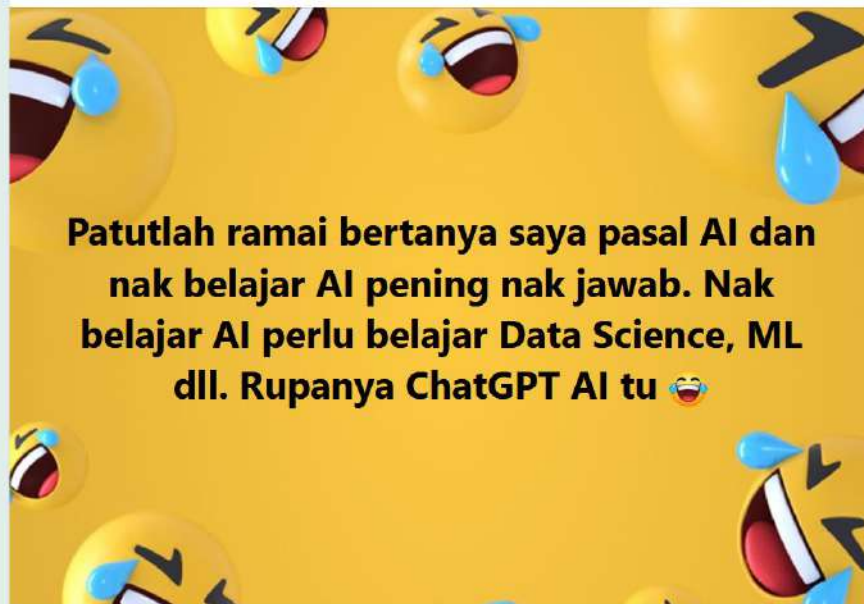 Patutlah ramai bertanya saya pasal AI dan
nak belajar AI pening nak jawab. Nak
belajar AI perlu belajar Data Science, ML
dll. Rupanya ChatGPT AI tu 😂